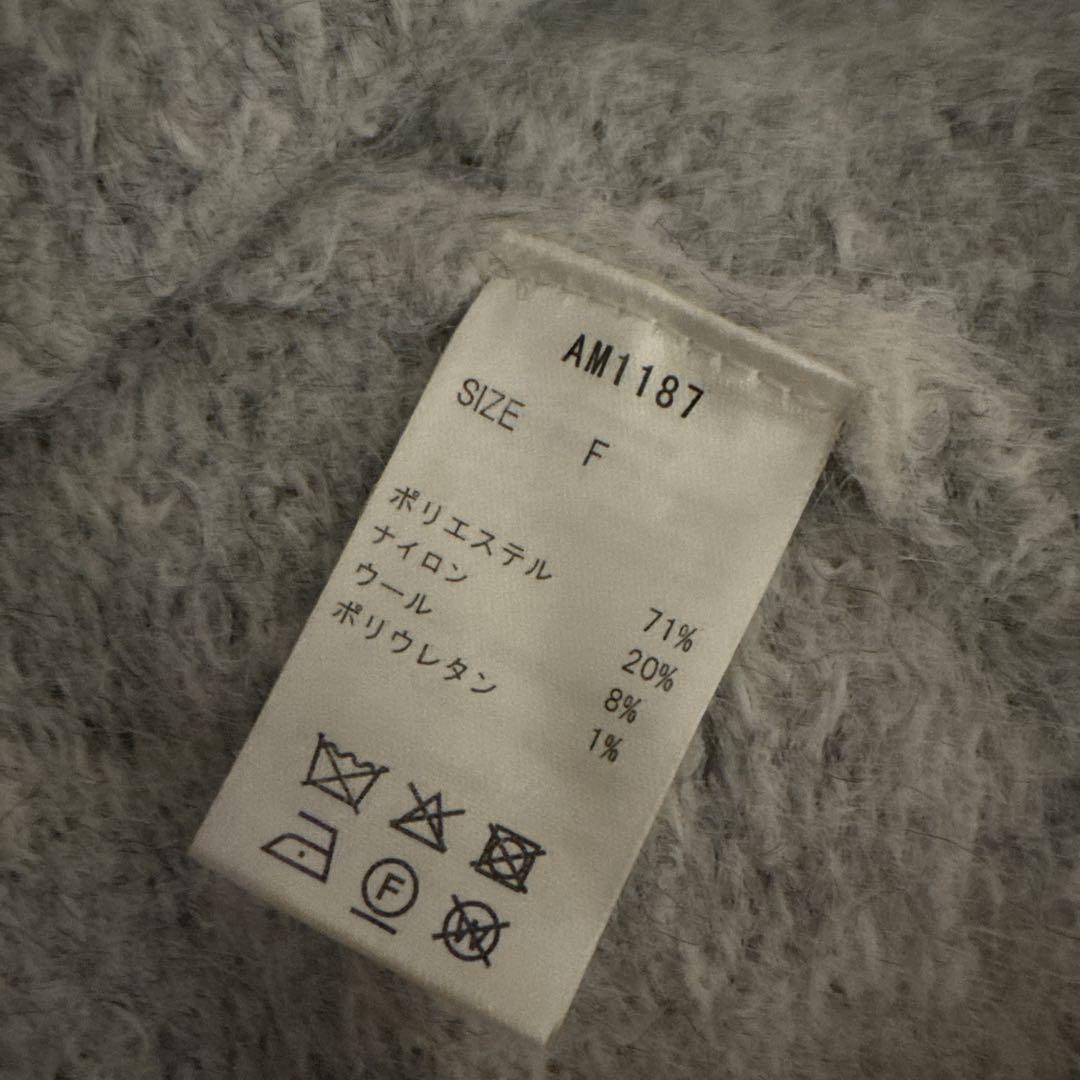 AM1187
SIZE F
ポリエステル 71%
ナイロン 20%
ウール 8%
ポリウレタン 1%
F
W